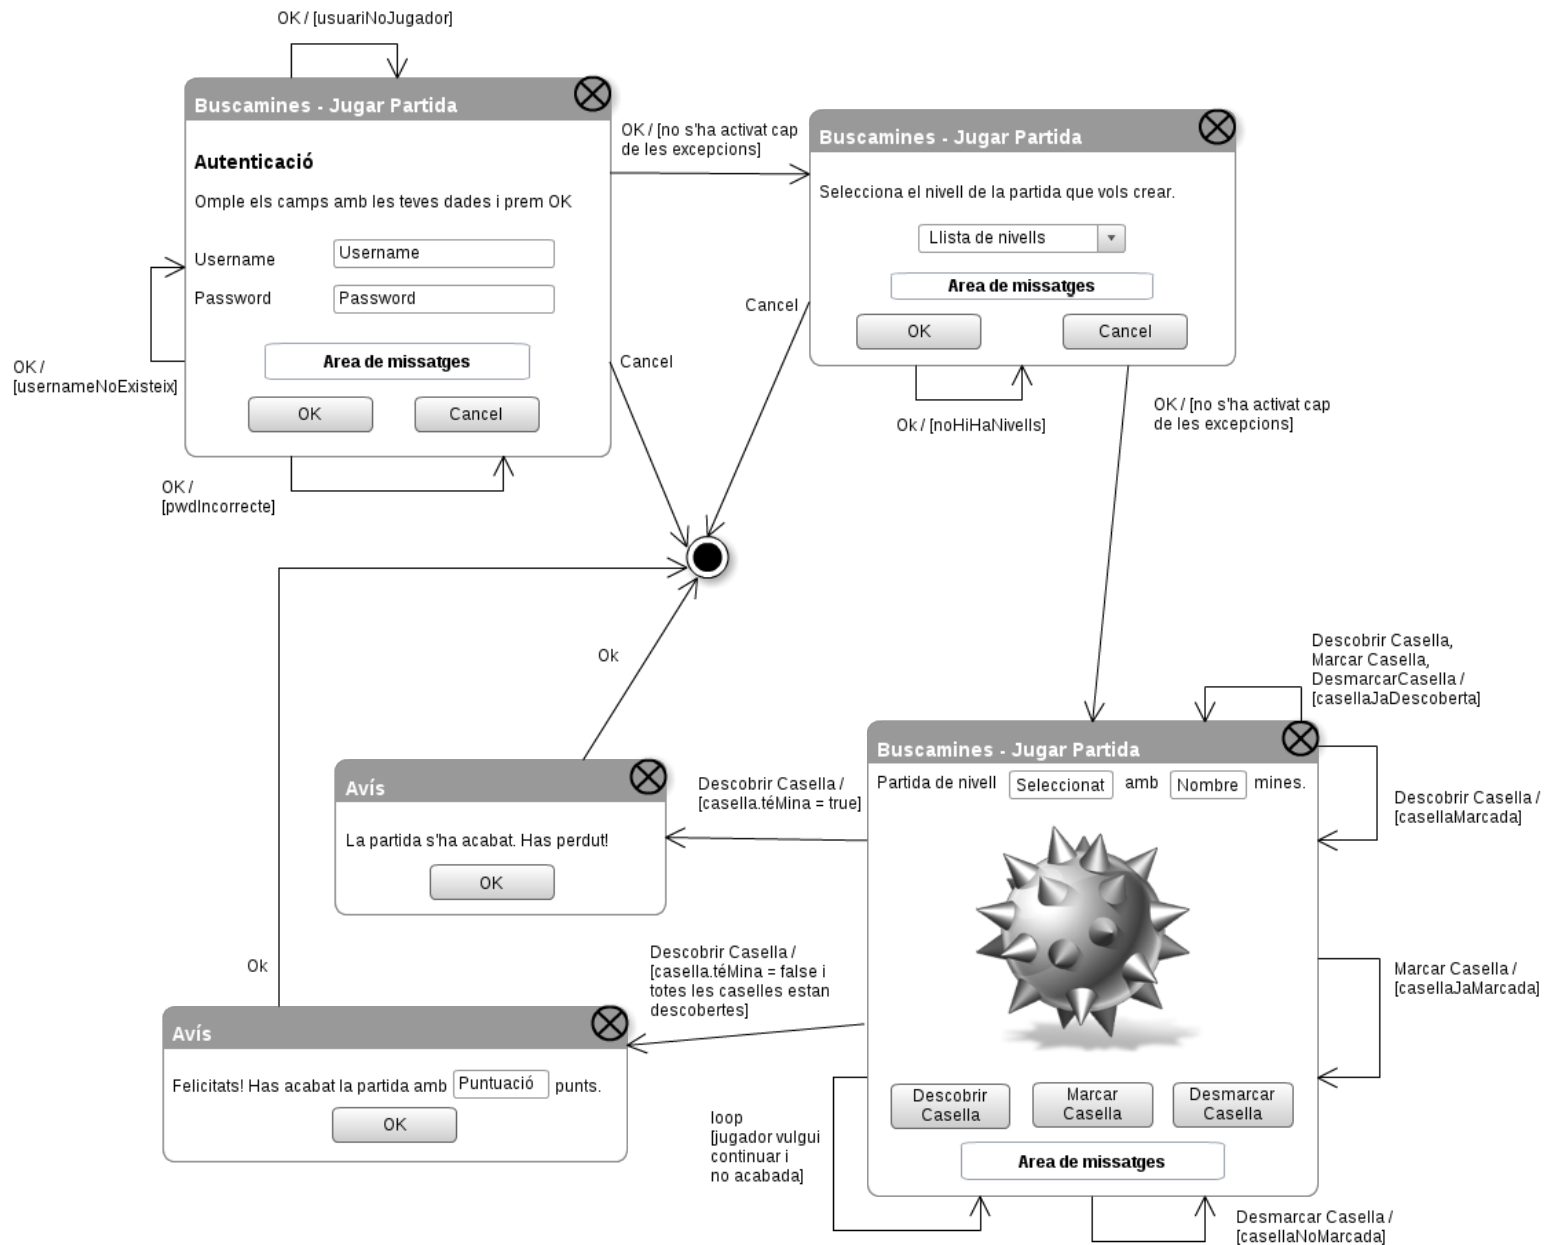 OK / [usuariNoJugador]
Buscamines - Jugar Partida
Autenticació
Omple els camps amb les teves dades i prem OK
Username
Username
Password
Password
Area de missatges
OK
Cancel
OK /
[usernameNoExisteix]
OK /
[pwdIncorrecte]
OK / [no s'ha activat cap
de les excepcions]
Cancel
Buscamines - Jugar Partida
Selecciona el nivell de la partida que vols crear.
Llista de nivells
Area de missatges
OK
Cancel
Cancel
Ok / [noHiHaNivells]
OK / [no s'ha activat cap
de les excepcions]
Ok
Descobrir Casella,
Marcar Casella,
DesmarcarCasella /
[casellaJaDescoberta]
Buscamines - Jugar Partida
Partida de nivell
Seleccionat
amb
Nombre
mines.
Descobrir Casella /
[casellaMarcada]
Marcar Casella /
[casellaJaMarcada]
Descobrir
Casella
Marcar
Casella
Desmarcar
Casella
Area de missatges
Desmarcar Casella /
[casellaNoMarcada]
loop
[jugador vulgui
continuar i
no acabada]
Descobrir Casella /
[casella.téMina = true]
Avís
La partida s'ha acabat. Has perdut!
OK
Descobrir Casella /
[casella.téMina = false i
totes les caselles estan
descobertes]
Ok
Avís
Felicitats! Has acabat la partida amb
Puntuació
punts.
OK